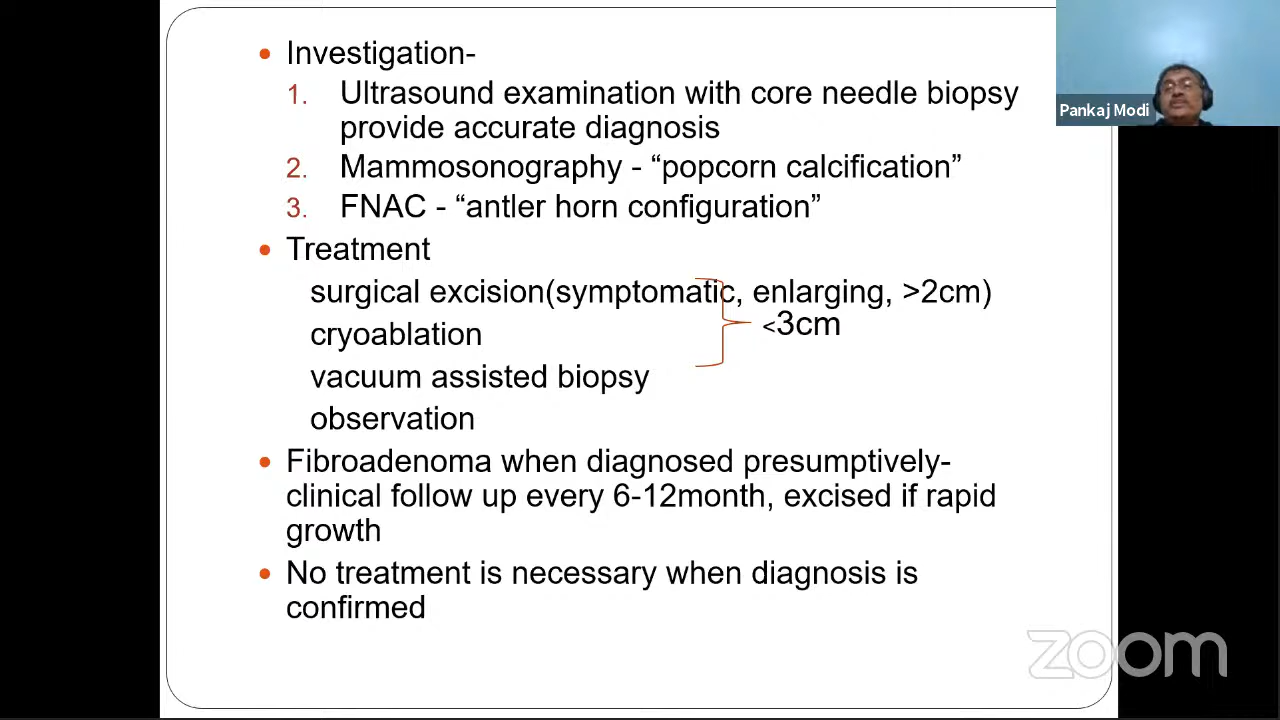 Investigation-
1. Ultrasound examination with core needle biopsy
provide accurate diagnosis
2. Mammosonography - “popcorn calcification”
3. FNAC - “antler horn configuration”
Treatment
surgical excision(symptomatic, enlarging, >2cm)
cryoablation
<3cm
vacuum assisted biopsy
observation
Fibroadenoma when diagnosed presumptively-
clinical follow up every 6-12month, excised if rapid
growth
No treatment is necessary when diagnosis is
confirmed
Pankaj Modi
zoom